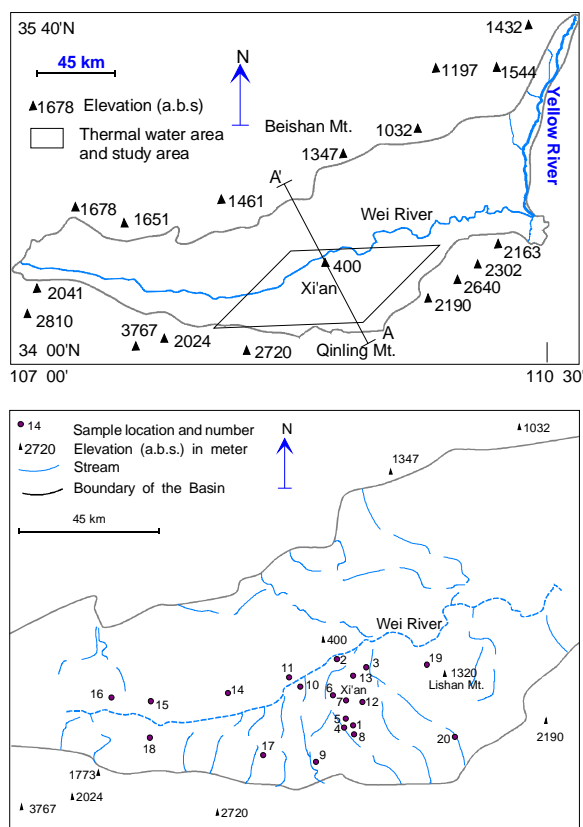 35 40'N
1432
45 km
N
1197
1544
1678 Elevation (a.b.s)
Thermal water area
and study area
Beishan Mt.
1032
1347
Yellow River
A'
1678
1651
1461
Wei River
2163
400
Xi'an
2302
2041
2640
2190
2810
3767
2024
2720
A
Qinling Mt.
34 00'N
107 00'
110 30'
14 Sample location and number
2720 Elevation (a.b.s.) in meter
Stream
Boundary of the Basin
N
1032
1347
45 km
Wei River
400
2
3
19
1320
11
13
Lishan Mt.
10
6
Xi'an
16
15
14
7
12
2190
5
1
4
18
8
20
17
9
1773
2024
3767
2720